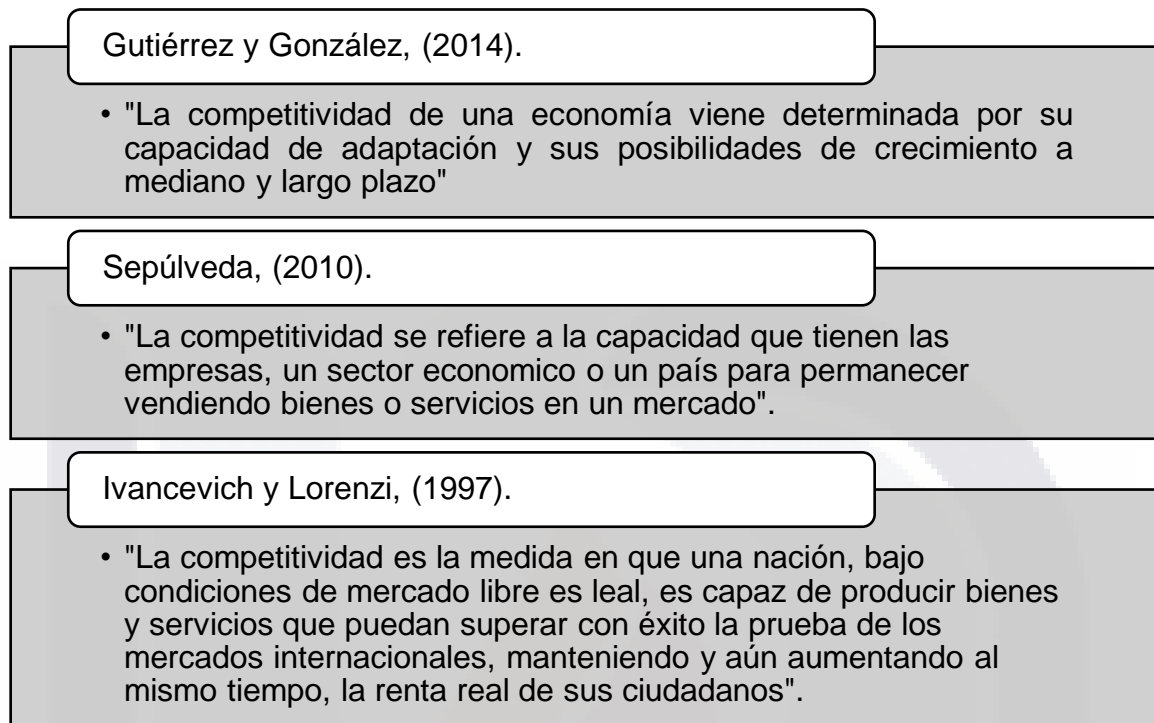 Gutiérrez y González, (2014).
• "La competitividad de una economía viene determinada por su
capacidad de adaptación y sus posibilidades de crecimiento a
mediano y largo plazo"
Sepúlveda, (2010).
• "La competitividad se refiere a la capacidad que tienen las
empresas, un sector economico o un país para permanecer
vendiendo bienes o servicios en un mercado".
Ivancevich y Lorenzi, (1997).
• "La competitividad es la medida en que una nación, bajo
condiciones de mercado libre es leal, es capaz de producir bienes
y servicios que puedan superar con éxito la prueba de los
mercados internacionales, manteniendo y aún aumentando al
mismo tiempo, la renta real de sus ciudadanos".